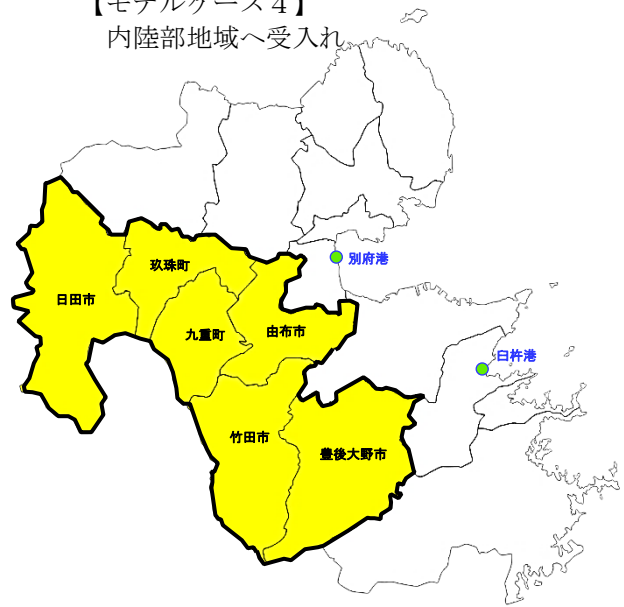 【モデルケース４】
内陸部地域へ受入れ
別府港
玖珠町
日田市
九重町
由布市
臼杵港
竹田市
豊後大野市